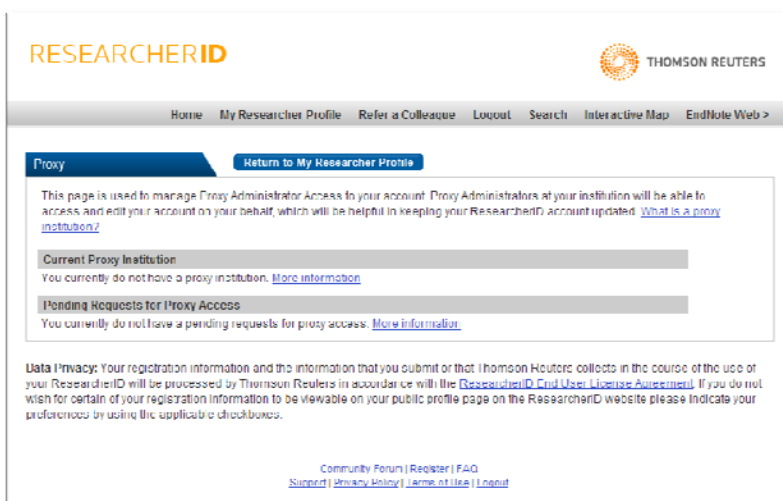 RESEARCHERID
THOMSON REUTERS
Home My Researcher Profile Refer a Colleague Logout Search Interactive Map EndNote Web >
Proxy
Return to My Researcher Profile
This page is used to manage Proxy Administrator Access to your account. Proxy Administrators at your institution will be able to
access and edit your account on your behalf, which will be helpful in keeping your ResearcherID account updated. What is a proxy
institution?
Current Proxy Institution
You currently do not have a proxy institution. More information
Pending Requests for Proxy Access
You currently do not have a pending requests for proxy access. More information
Data Privacy: Your registration information and the information that you submit or that Thomson Reuters collects in the course of the use of
your ResearcherID will be processed by Thomson Reuters in accordance with the ResearcherID End User License Agreement. If you do not
wish for certain of your registration information to be viewable on your public profile page on the ResearcherID website please indicate your
preferences by using the applicable checkboxes.
Community Forum | Register | FAQ
Support | Privacy Policy | Terms of Use | Logout